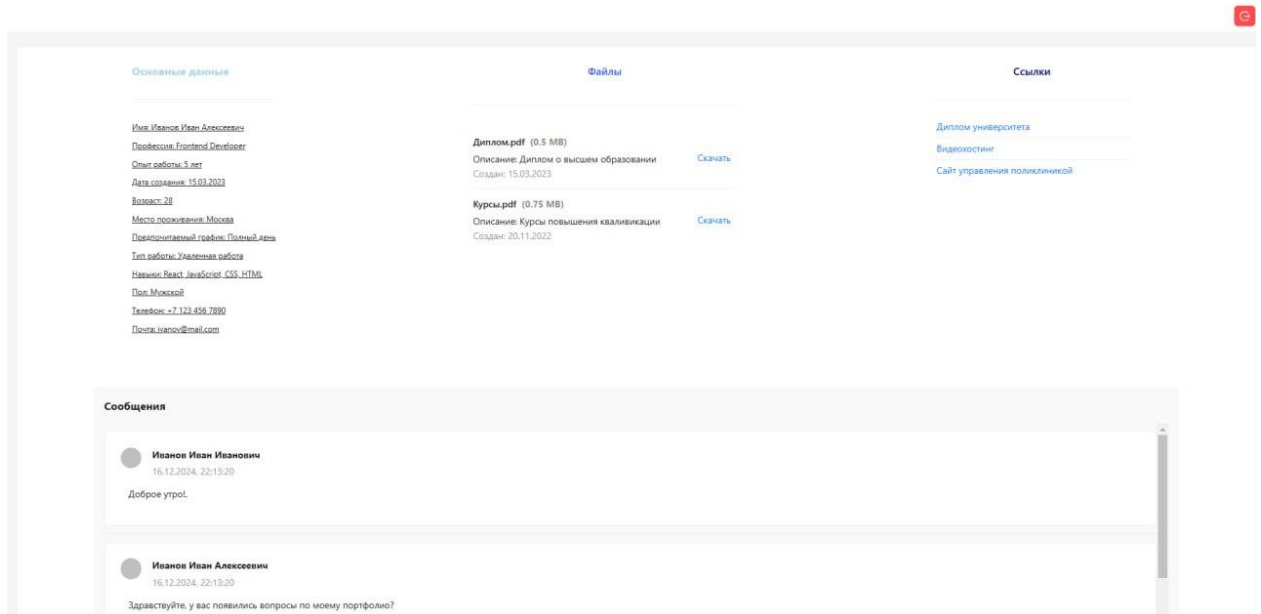 Основные данные
Имя: Иванов Иван Алексеевич
Профессия: Frontend Developer
Опыт работы: 5 лет
Дата создания: 15.03.2023
Возраст: 28
Место проживания: Москва
Предпочитаемый график: Полный день
Тип работы: Удаленная работа
Навыки: React, JavaScript, CSS, HTML
Пол: Мужской
Телефон: +7 123 456 7890
Почта: ivanov@mail.com
Файлы
Диплом.pdf (0.5 MB)
Описание: Диплом о высшем образовании
Скачать
Создан: 15.03.2023
Курсы.pdf (0.75 MB)
Описание: Курсы повышения кваливикации
Скачать
Создан: 20.11.2022
Ссылки
Диплом университета
Видеохостинг
Сайт управления поликлиникой
Сообщения
Иванов Иван Иванович
16.12.2024, 22:13:20
Доброе утро!.
Иванов Иван Алексеевич
16.12.2024, 22:13:20
Здравствуйте, у вас появились вопросы по моему портфолио?